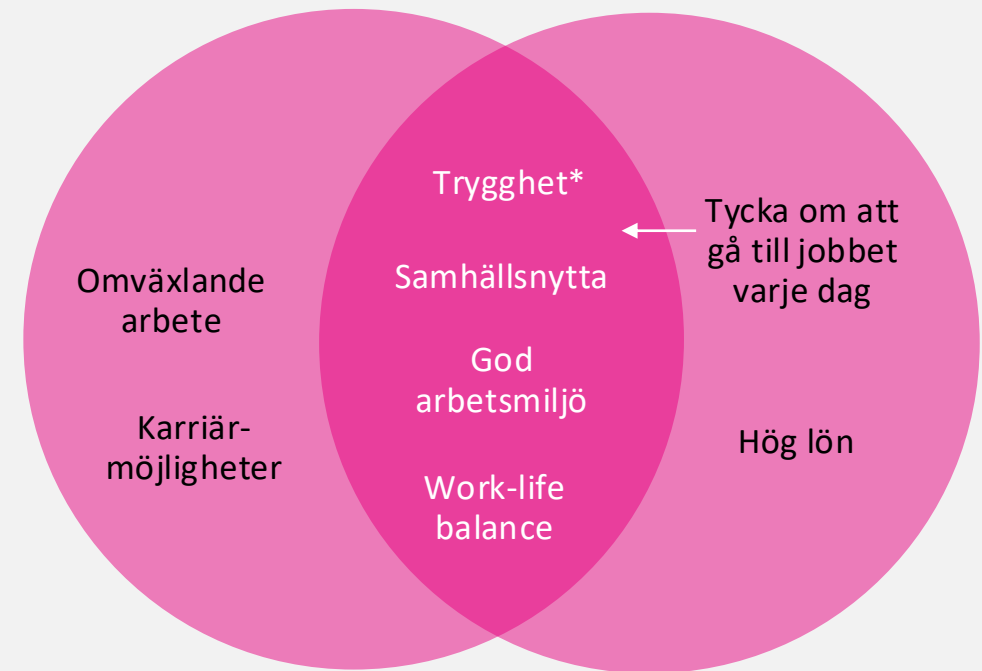 Omväxlande
arbete
Karriär-
möjligheter
Trygghet*
Samhällsnytta
God
arbetsmiljö
Work-life
balance
Tycka om att
gå till jobbet
varje dag
Hög lön